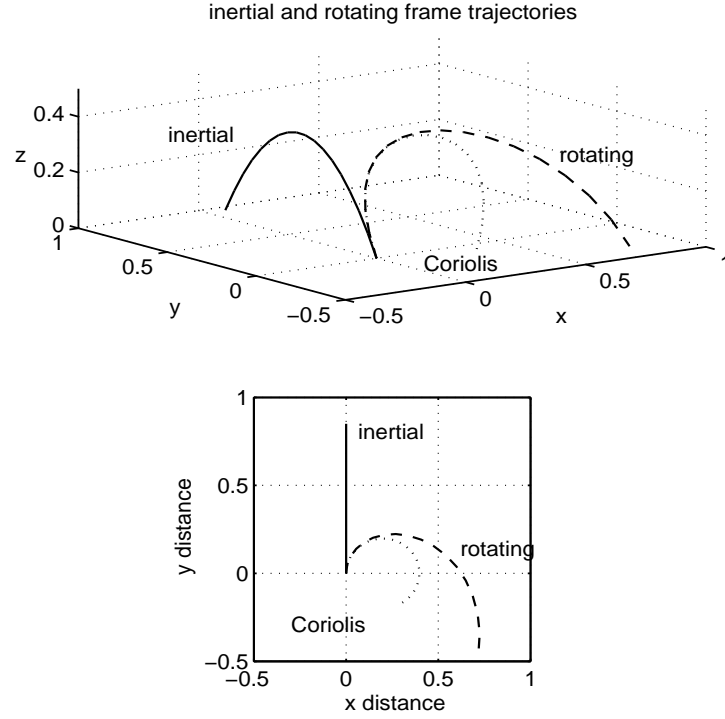 inertial and rotating frame trajectories
0.4
0.2
0
z
inertial
rotating
Coriolis
1
0.5
0
−0.5
y
−0.5
0
0.5
x
1
0.5
0
−0.5
y distance
inertial
rotating
Coriolis
−0.5
0
0.5
1
x distance